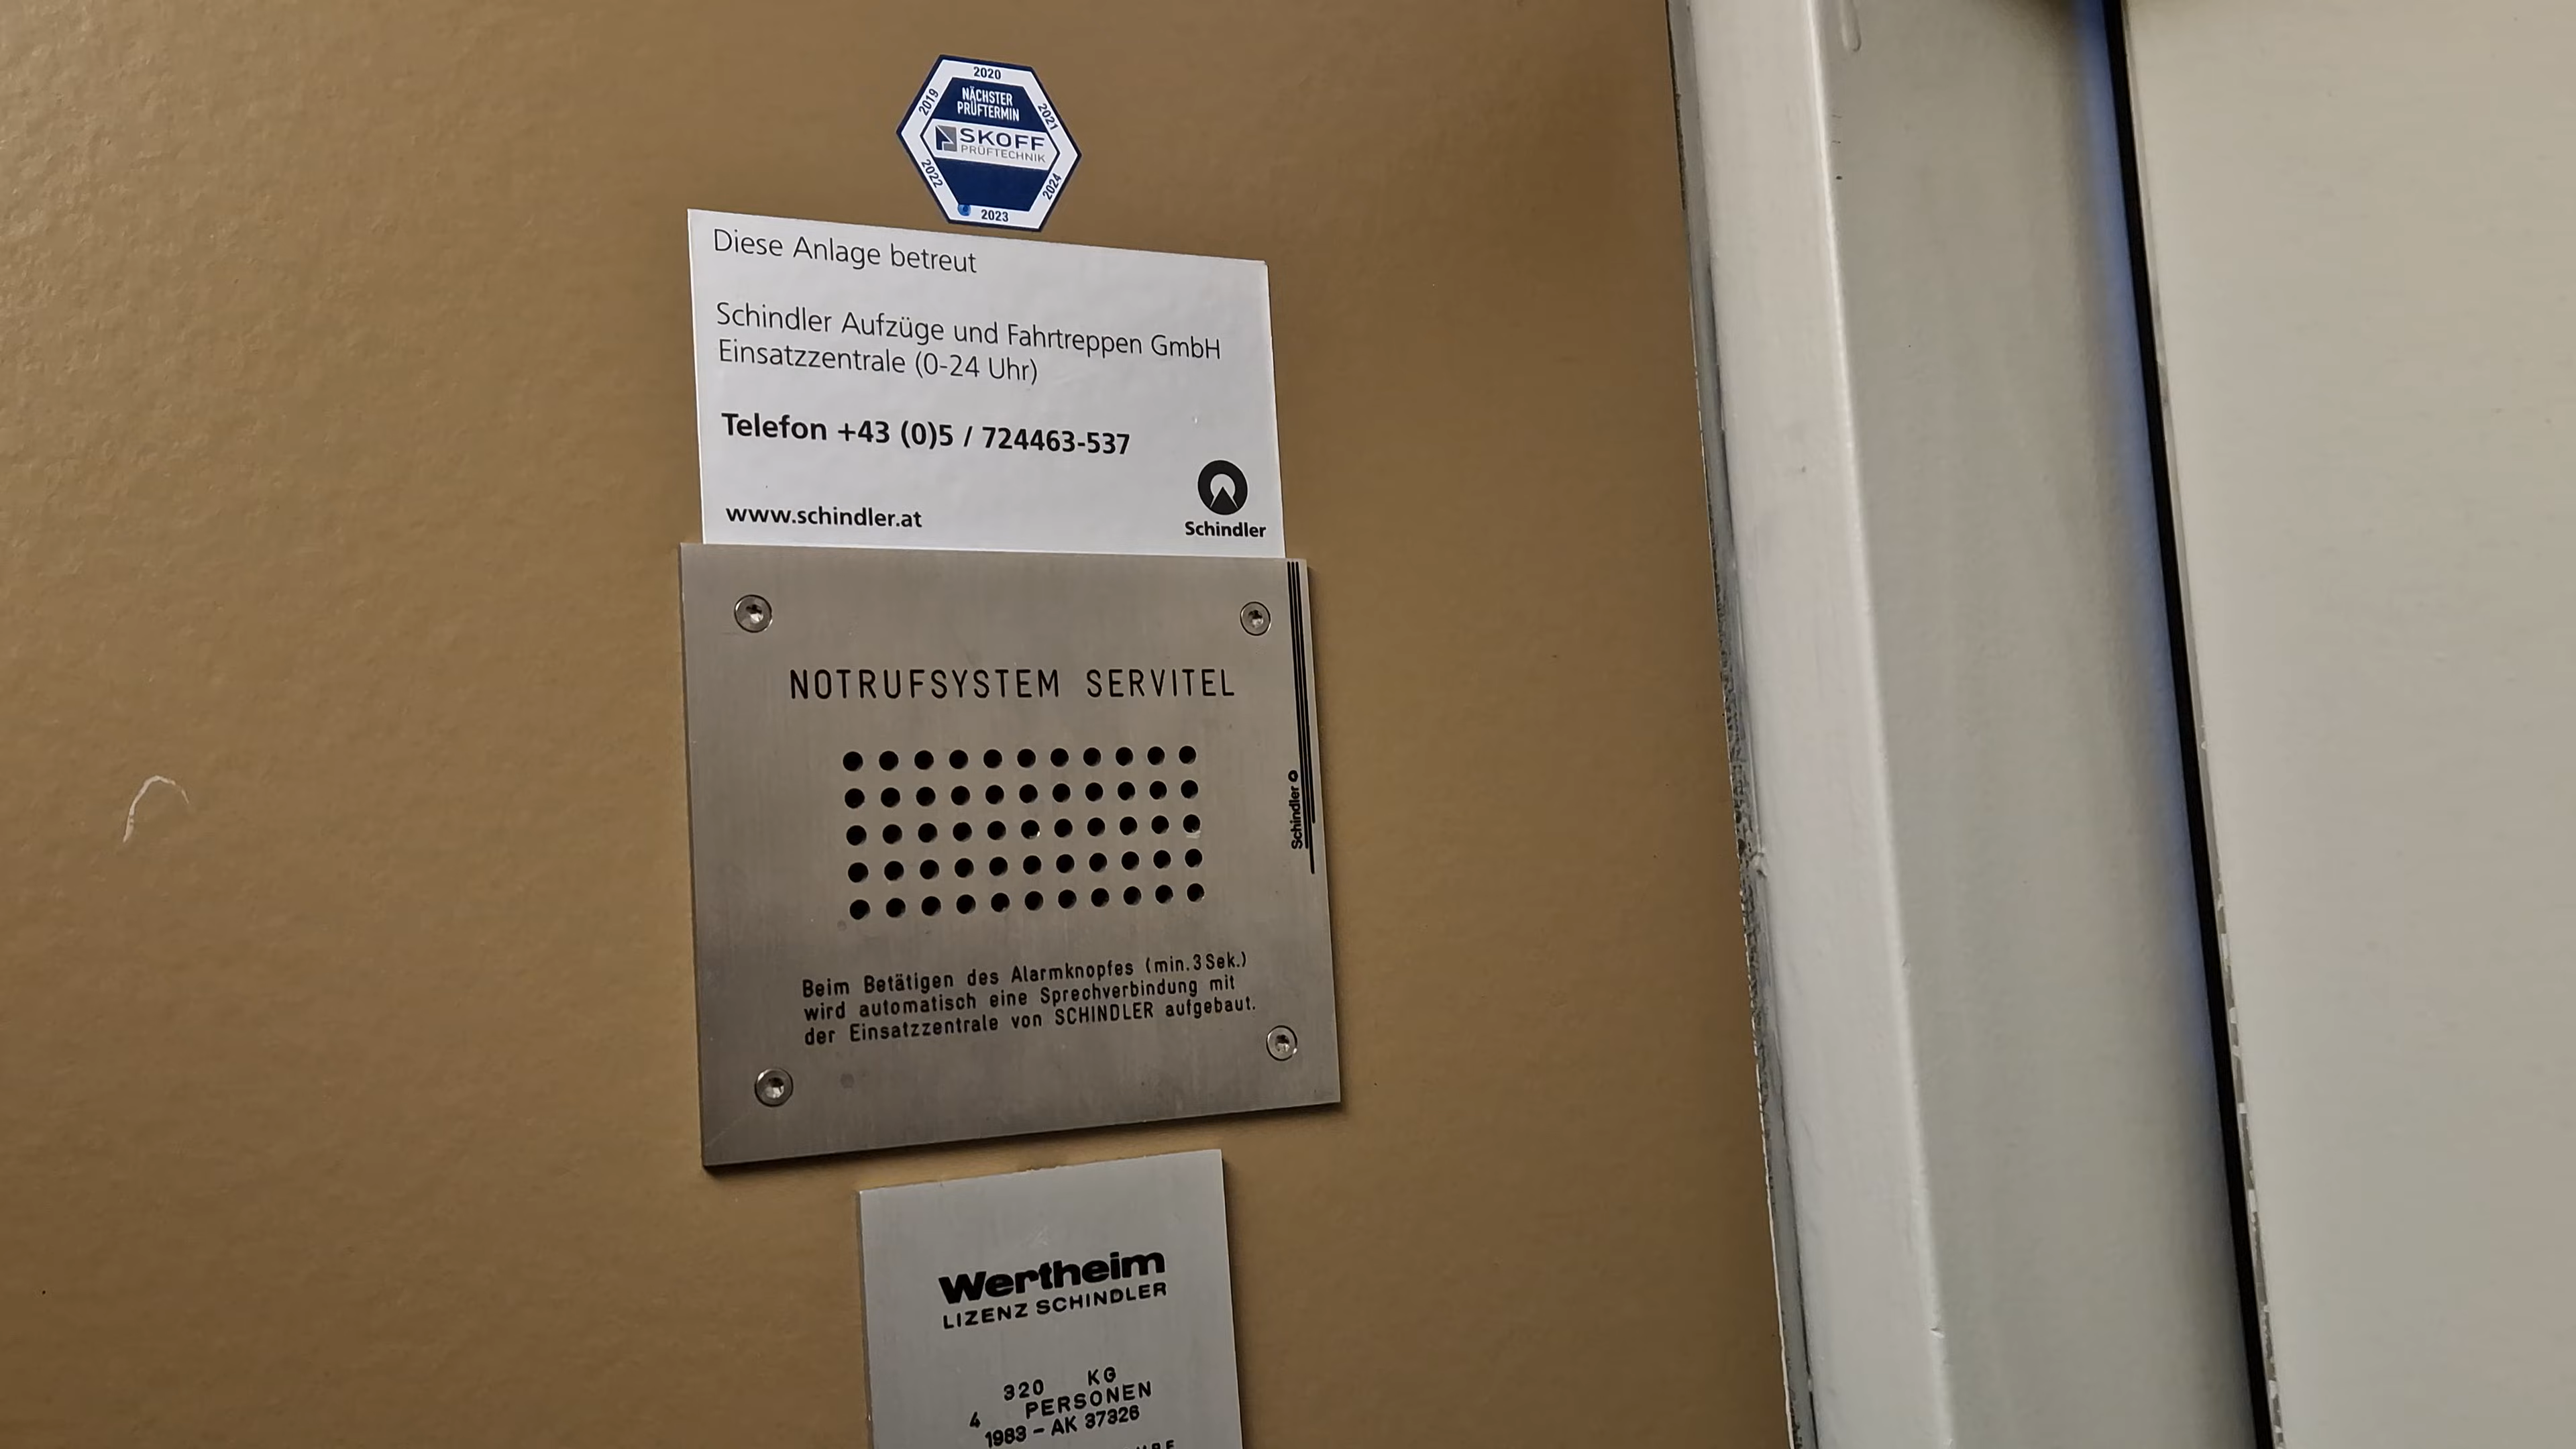 2020
2019
2021
NÄCHSTER
PRÜFTERMIN
SKOFF
PRÜFTECHNIK
2022
2024
2023
Diese Anlage betreut
Schindler Aufzüge und Fahrtreppen GmbH
Einsatzzentrale (0-24 Uhr)
Telefon +43 (0)5 / 724463-537
www.schindler.at
Schindler
NOTRUFSYSTEM SERVITEL
Schindler
Beim Betätigen des Alarmknopfes (min.3Sek.)
wird automatisch eine Sprechverbindung mit
der Einsatzzentrale von SCHINDLER aufgebaut.
Wertheim
LIZENZ SCHINDLER
320 KG
4 PERSONEN
1983 – AK 37326